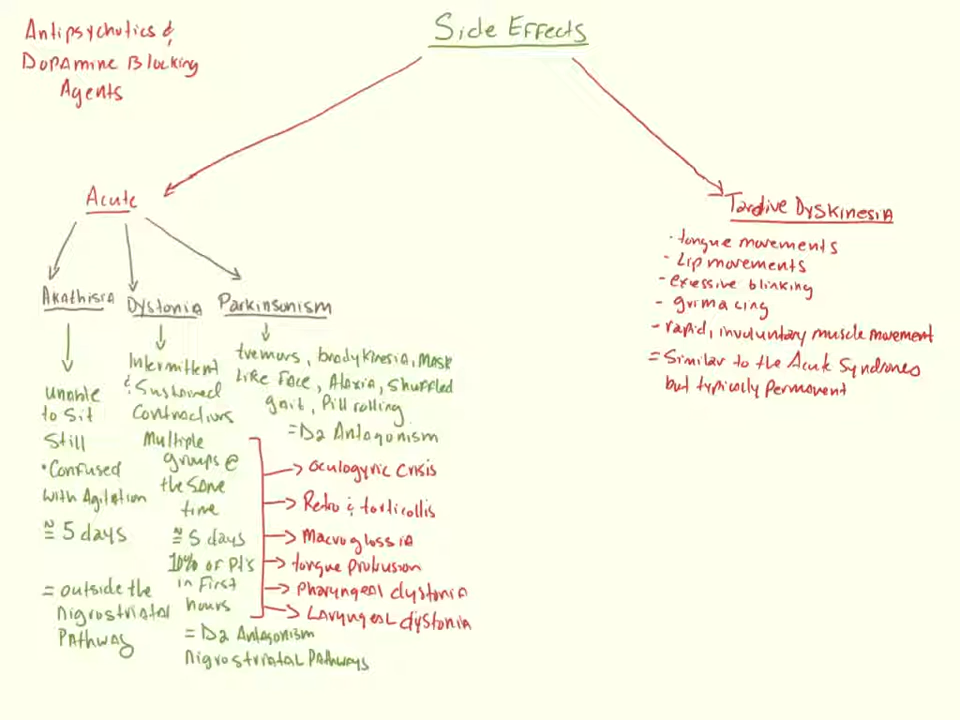 Antipsychotics &
Dopamine Blocking
Agents
Side Effects
Acute
Akathisia
Unable
to Sit
Still
•Confused
with Agitation
≅ 5 days
= outside the
Nigrostriatal
Pathway
Dystonia
Intermittent
& Sustained
Contractions
Multiple
groups @
the same
time
≅ 5 days
10% of Pt's
in First
hours
= D2 Antagonism
Nigrostriatal Pathways
→ Oculogyric Crisis
→ Retro & torticollis
→ Macroglossia
→ tongue protrusion
→ Pharyngeal dystonia
→ Laryngeal dystonia
Parkinsonism
tremors, bradykinesia, Mask
Like Face, Ataxia, Shuffled
gait, Pill rolling
= D2 Antagonism
Tardive Dyskinesia
- tongue movements
- Lip movements
- excessive blinking
- grimacing
- rapid, involuntary muscle movement
= Similar to the Acute Syndromes
but typically Permanent